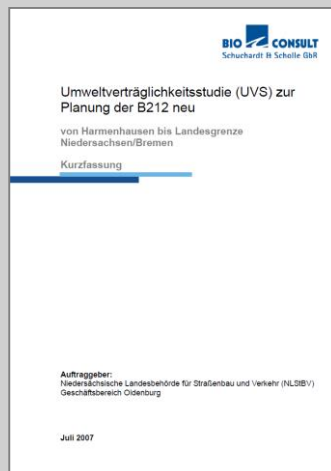 BIO CONSULT
Schuchardt & Scholle GbR
Umweltverträglichkeitsstudie (UVS) zur
Planung der B212 neu
von Harmenhausen bis Landesgrenze
Niedersachsen/Bremen
Kurzfassung
Auftraggeber:
Niedersächsische Landesbehörde für Straßenbau und Verkehr (NLStBV)
Geschäftsbereich Oldenburg
Juli 2007